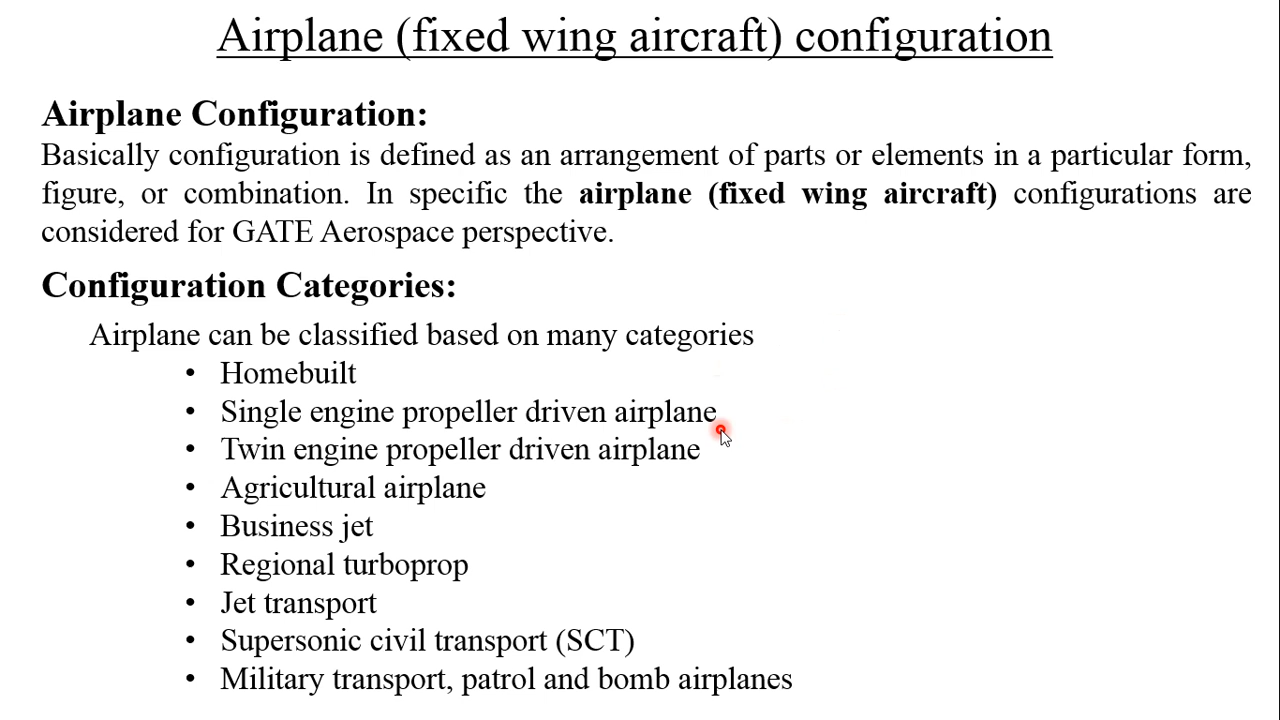 Airplane (fixed wing aircraft) configuration
Airplane Configuration:
Basically configuration is defined as an arrangement of parts or elements in a particular form,
figure, or combination. In specific the airplane (fixed wing aircraft) configurations are
considered for GATE Aerospace perspective.
Configuration Categories:
Airplane can be classified based on many categories
• Homebuilt
• Single engine propeller driven airplane
• Twin engine propeller driven airplane
• Agricultural airplane
• Business jet
• Regional turboprop
• Jet transport
• Supersonic civil transport (SCT)
• Military transport, patrol and bomb airplanes